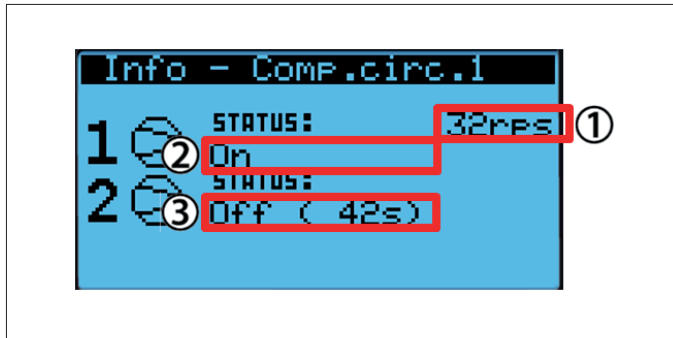 Info - Comp.circ.1
1 STATUS: 32rps ①
② On
2 STATUS:
③ Off ( 42s)